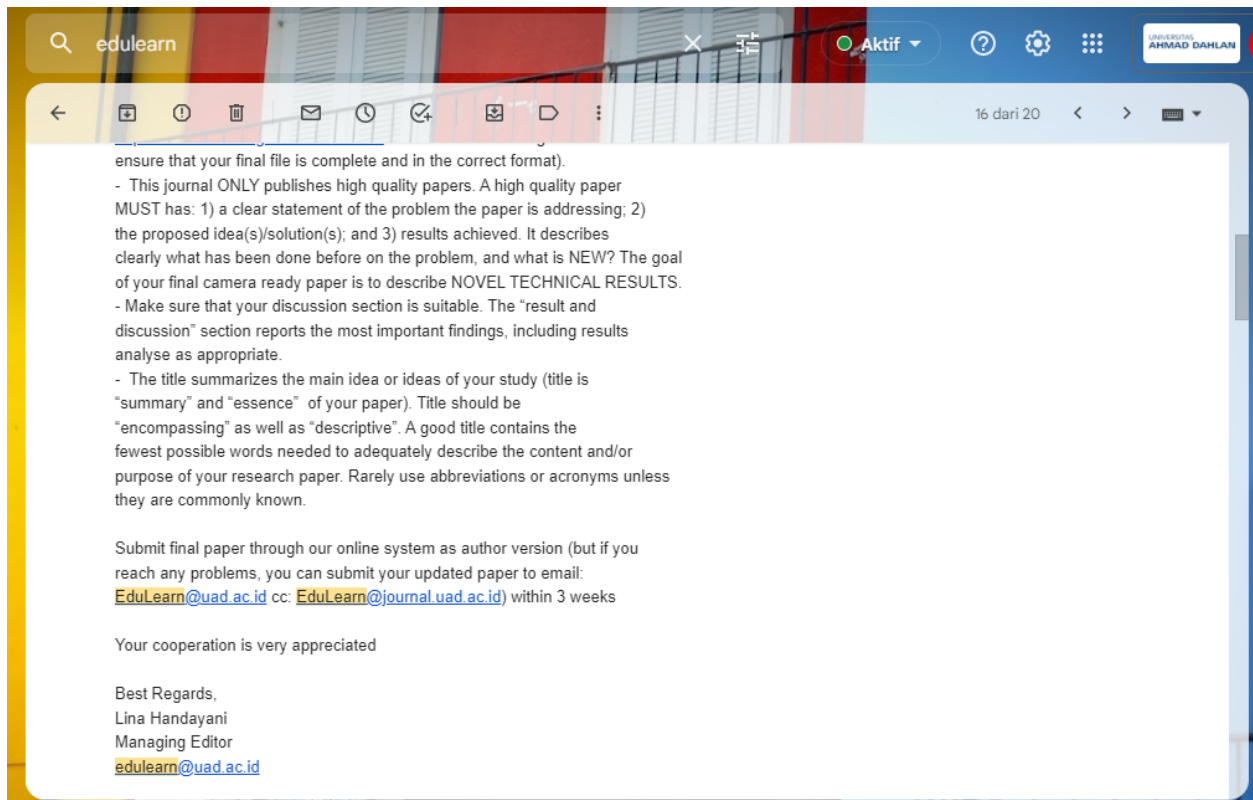 edulearn
Aktif
UNIVERSITAS
AHMAD DAHLAN
16 dari 20
ensure that your final file is complete and in the correct format).
- This journal ONLY publishes high quality papers. A high quality paper
MUST has: 1) a clear statement of the problem the paper is addressing; 2)
the proposed idea(s)/solution(s); and 3) results achieved. It describes
clearly what has been done before on the problem, and what is NEW? The goal
of your final camera ready paper is to describe NOVEL TECHNICAL RESULTS.
- Make sure that your discussion section is suitable. The “result and
discussion” section reports the most important findings, including results
analyse as appropriate.
- The title summarizes the main idea or ideas of your study (title is
“summary” and “essence” of your paper). Title should be
“encompassing” as well as “descriptive”. A good title contains the
fewest possible words needed to adequately describe the content and/or
purpose of your research paper. Rarely use abbreviations or acronyms unless
they are commonly known.
Submit final paper through our online system as author version (but if you
reach any problems, you can submit your updated paper to email:
EduLearn@uad.ac.id cc: EduLearn@journal.uad.ac.id) within 3 weeks
Your cooperation is very appreciated
Best Regards,
Lina Handayani
Managing Editor
edulearn@uad.ac.id